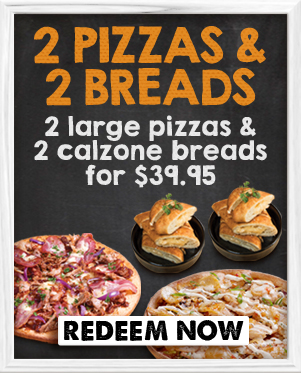 2 PIZZAS &
2 BREADS
2 large pizzas &
2 calzone breads
for $39.95
REDEEM NOW